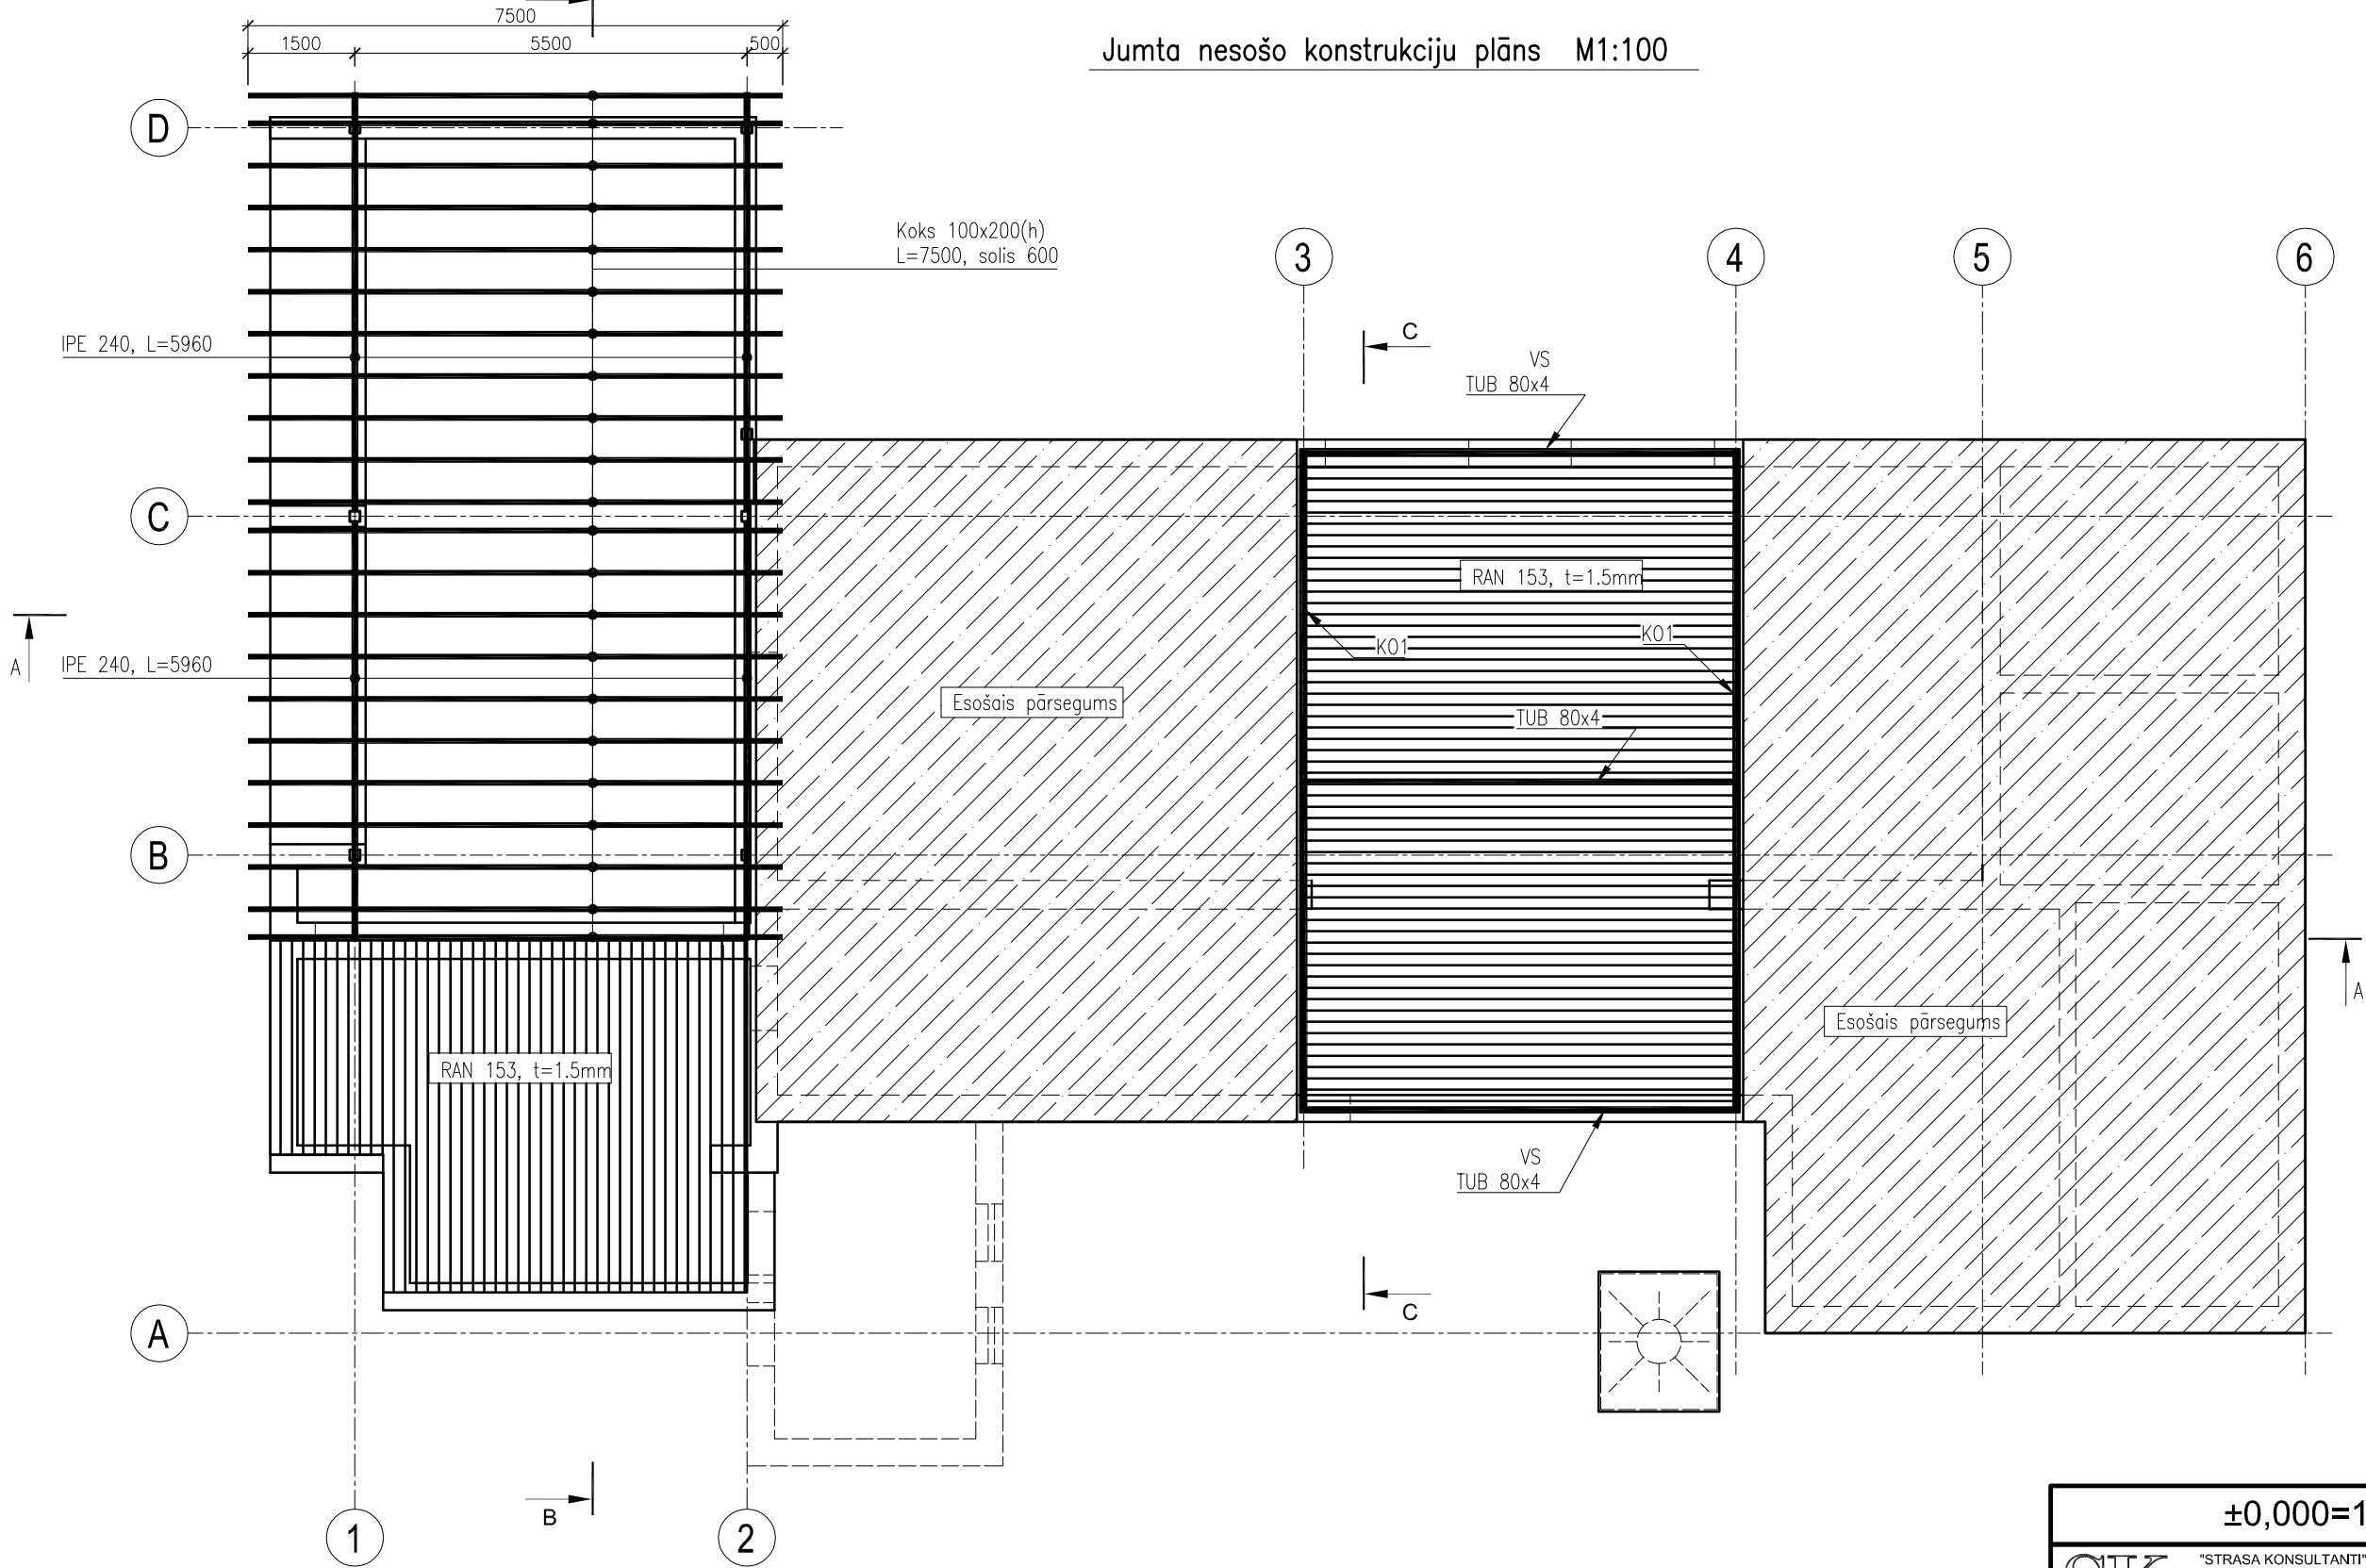 7500
1500 5500 500
Jumta nesošo konstrukciju plāns M1:100
D
Koks 100x200(h)
L=7500, solis 600
3 4 5 6
C
IPE 240, L=5960
VS
TUB 80x4
C
RAN 153, t=1.5mm
K01
K01
A
IPE 240, L=5960
Esošais pārsegums
TUB 80x4
B
A
Esošais pārsegums
RAN 153, t=1.5mm
VS
TUB 80x4
C
A
B
1 2
±0,000=1
"STRASA KONSULTANTI"